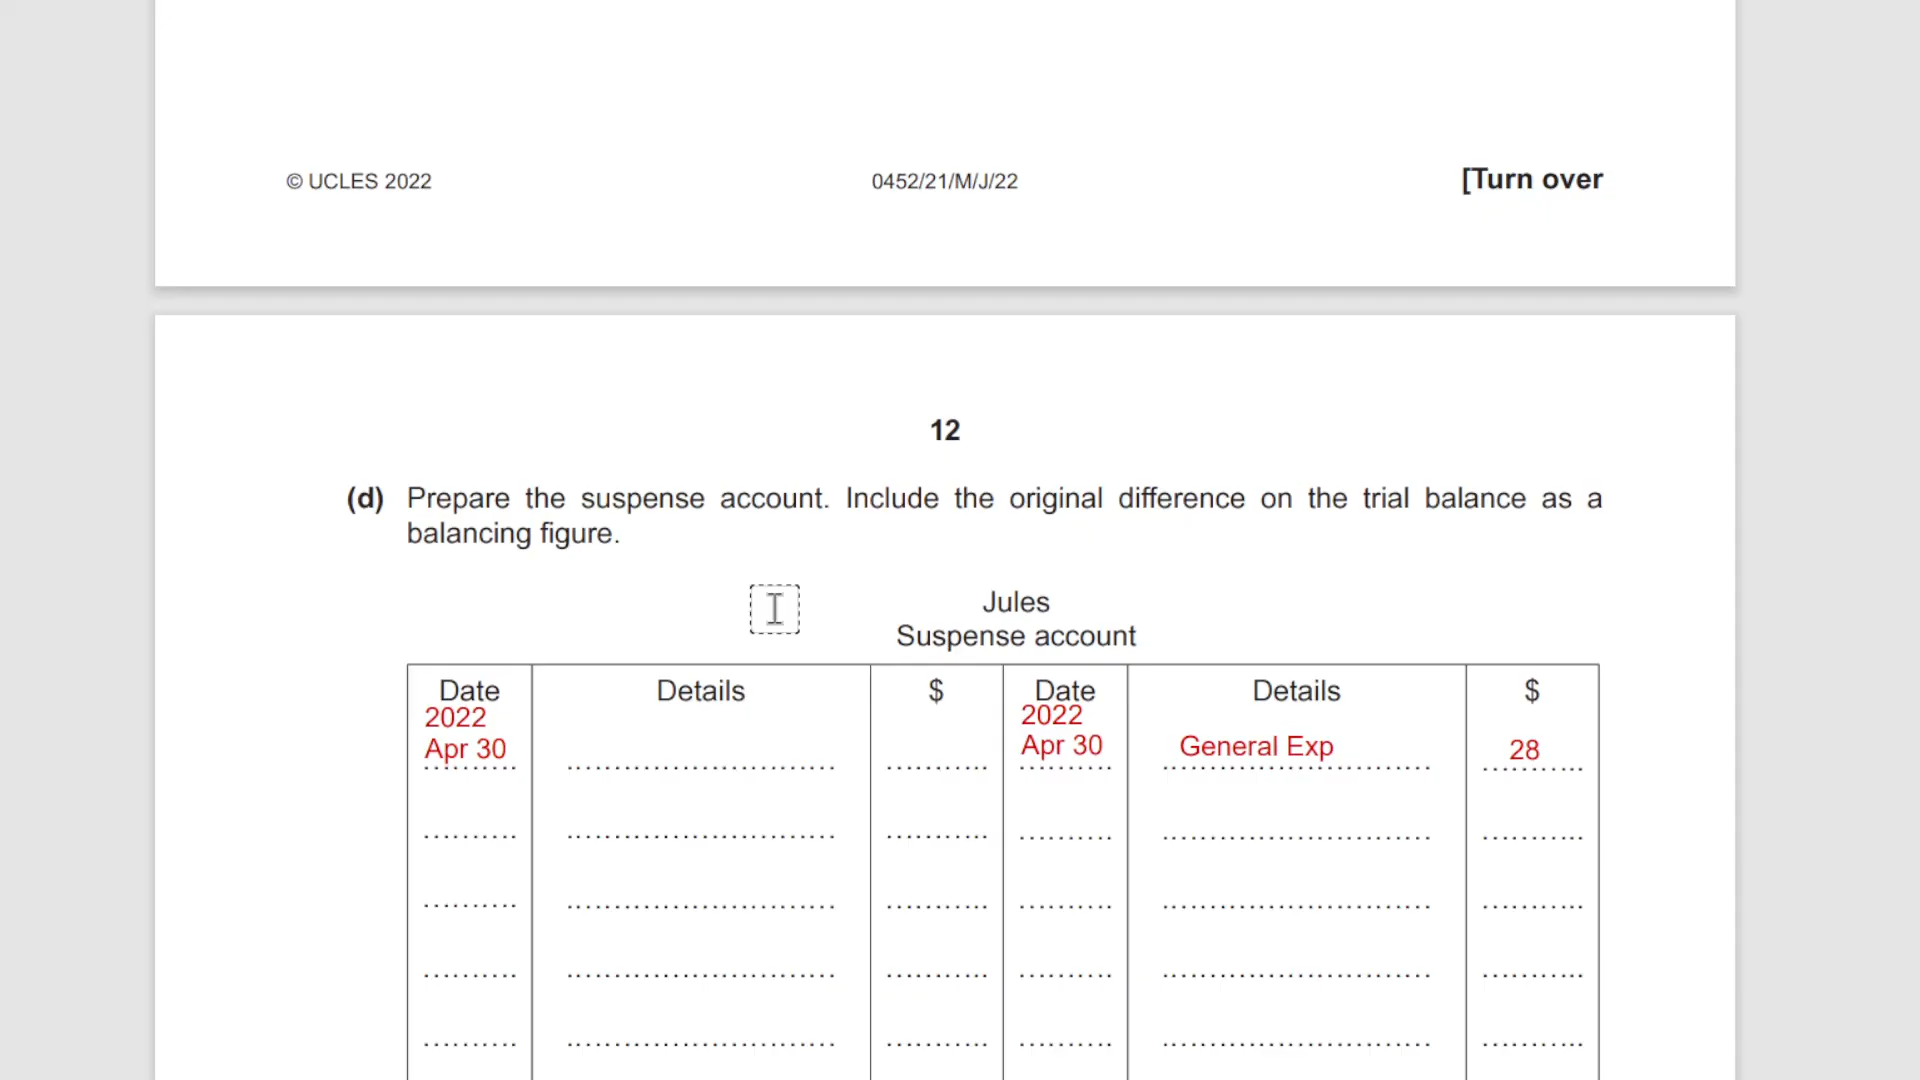 © UCLES 2022 0452/21/M/J/22 [Turn over
12
(d) Prepare the suspense account. Include the original difference on the trial balance as a
balancing figure.
Jules
Suspense account
Date Details $ Date Details $
2022 2022
Apr 30 Apr 30 General Exp 28